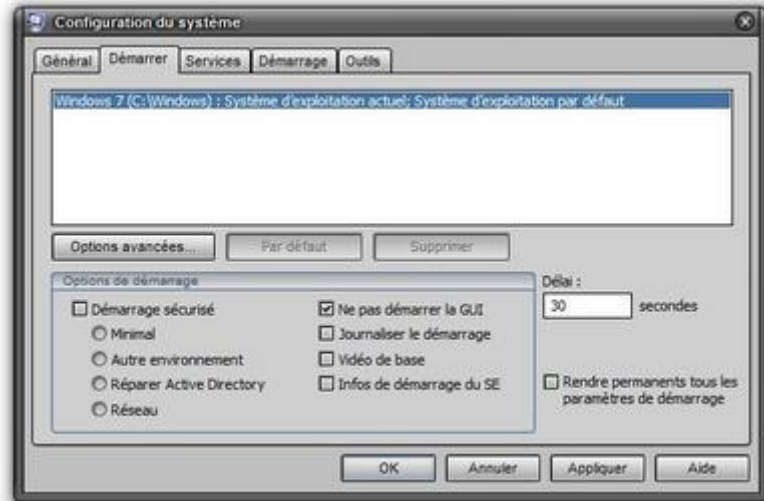 Configuration du système
Général Démarrer Services Démarrage Outils
Windows 7 (C:\Windows) : Système d'exploitation actuel; Système d'exploitation par défaut
Options avancées... Par défaut Supprimer
Options de démarrage
Délai :
Démarrage sécurisé
Ne pas démarrer la GUI
30 secondes
Minimal
Journaliser le démarrage
Autre environnement
Vidéo de base
Réparer Active Directory
Infos de démarrage du SE
Rendre permanents tous les
paramètres de démarrage
Réseau
OK Annuler Appliquer Aide